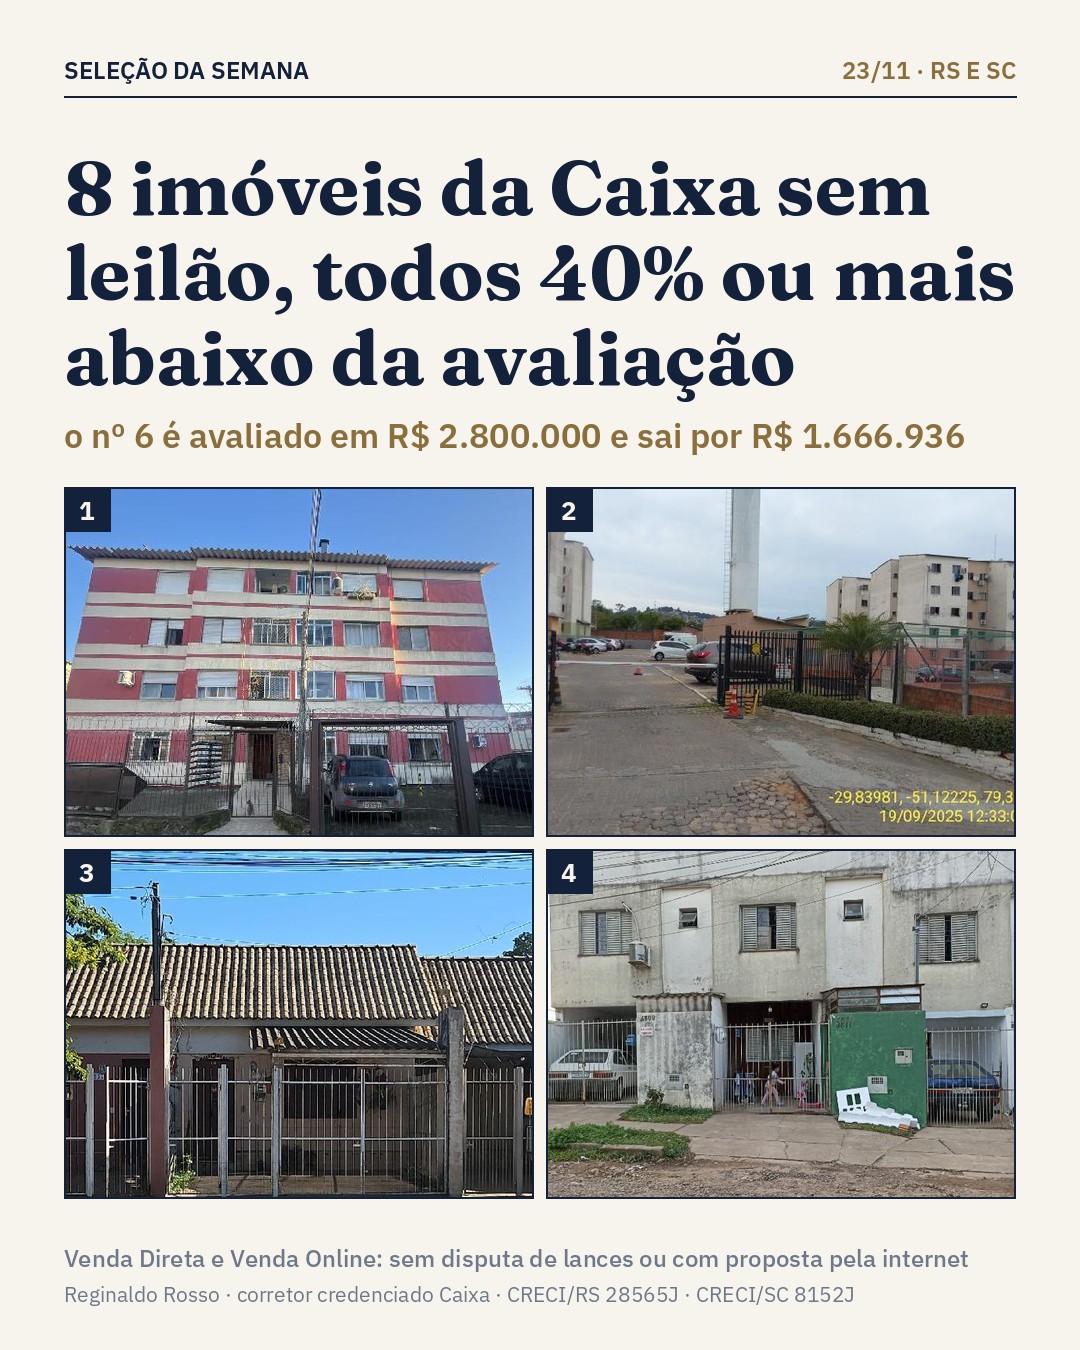 SELEÇÃO DA SEMANA
23/11 · RS E SC
8 imóveis da Caixa sem
leilão, todos 40% ou mais
abaixo da avaliação
o nº 6 é avaliado em R$ 2.800.000 e sai por R$ 1.666.936
1
2
-29,83981, -51,12225, 79,3
19/09/2025 12:33:0
3
4
Venda Direta e Venda Online: sem disputa de lances ou com proposta pela internet
Reginaldo Rosso · corretor credenciado Caixa · CRECI/RS 28565J · CRECI/SC 8152J